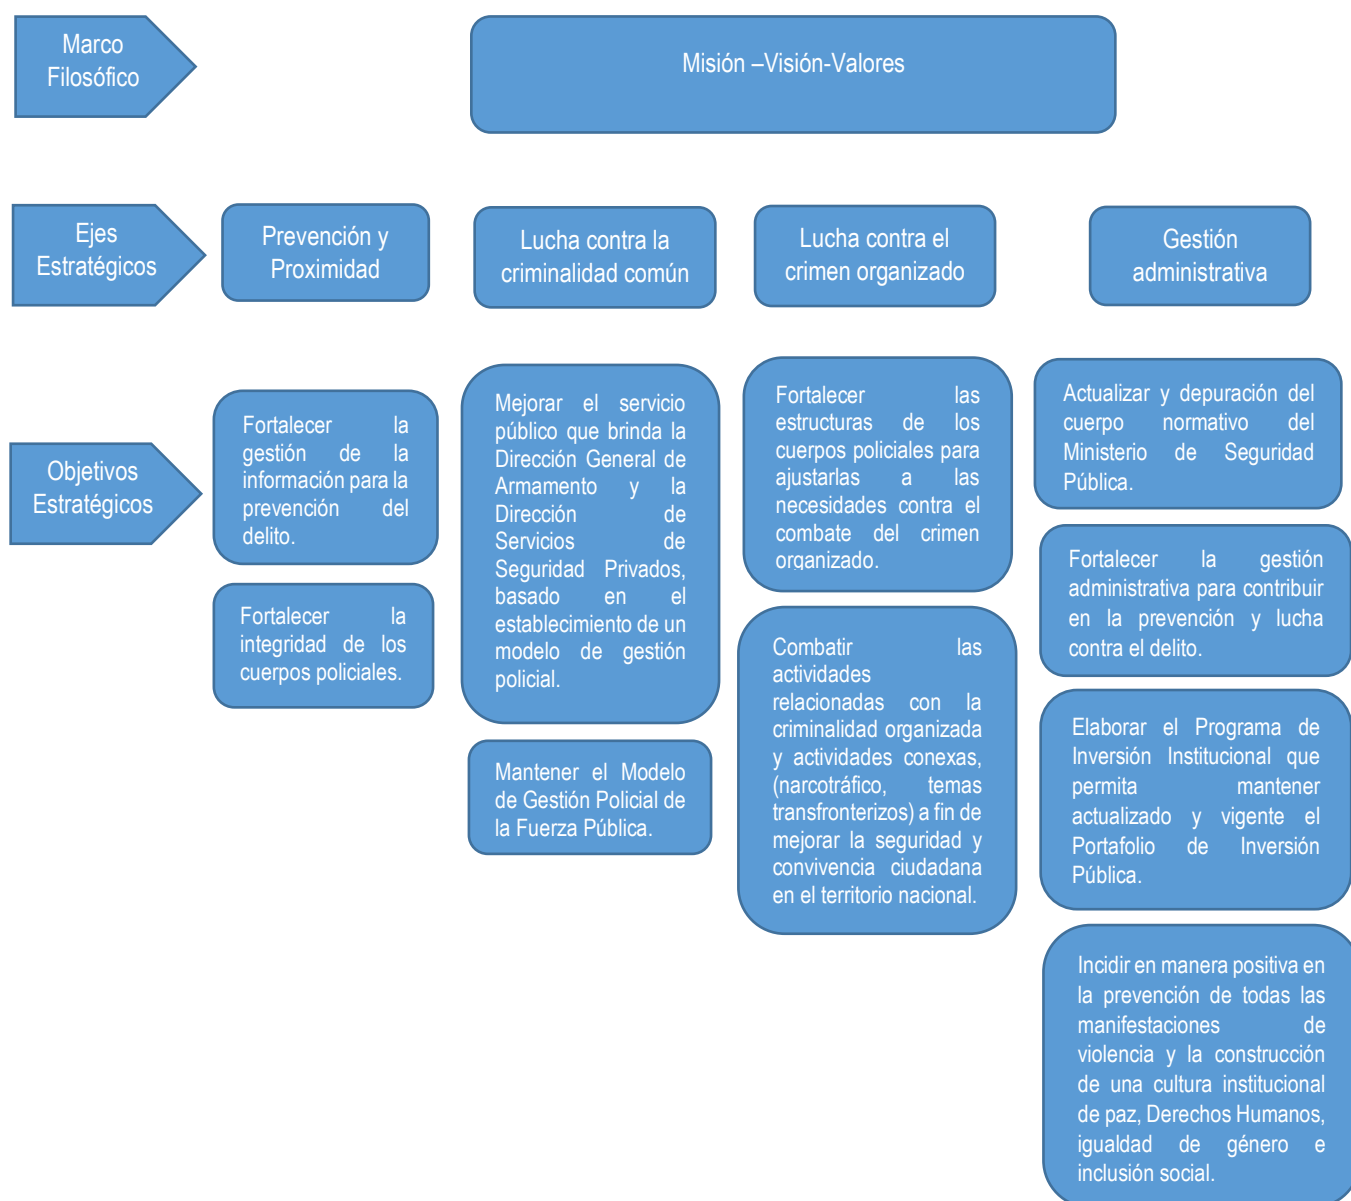 Marco
Filosófico
Misión –Visión-Valores
Ejes
Estratégicos
Prevención y
Proximidad
Lucha contra la
criminalidad común
Lucha contra el
crimen organizado
Gestión
administrativa
Objetivos
Estratégicos
Fortalecer la
gestión de la
información para la
prevención del
delito.
Fortalecer la
integridad de los
cuerpos policiales.
Mejorar el servicio
público que brinda la
Dirección General de
Armamento y la
Dirección de
Servicios de
Seguridad Privados,
basado en el
establecimiento de un
modelo de gestión
policial.
Mantener el Modelo
de Gestión Policial de
la Fuerza Pública.
Fortalecer las
estructuras de los
cuerpos policiales para
ajustarlas a las
necesidades contra el
combate del crimen
organizado.
Combatir las
actividades
relacionadas con la
criminalidad organizada
y actividades conexas,
(narcotráfico, temas
transfronterizos) a fin de
mejorar la seguridad y
convivencia ciudadana
en el territorio nacional.
Actualizar y depuración del
cuerpo normativo del
Ministerio de Seguridad
Pública.
Fortalecer la gestión
administrativa para contribuir
en la prevención y lucha
contra el delito.
Elaborar el Programa de
Inversión Institucional que
permita mantener
actualizado y vigente el
Portafolio de Inversión
Pública.
Incidir en manera positiva en
la prevención de todas las
manifestaciones de
violencia y la construcción
de una cultura institucional
de paz, Derechos Humanos,
igualdad de género e
inclusión social.